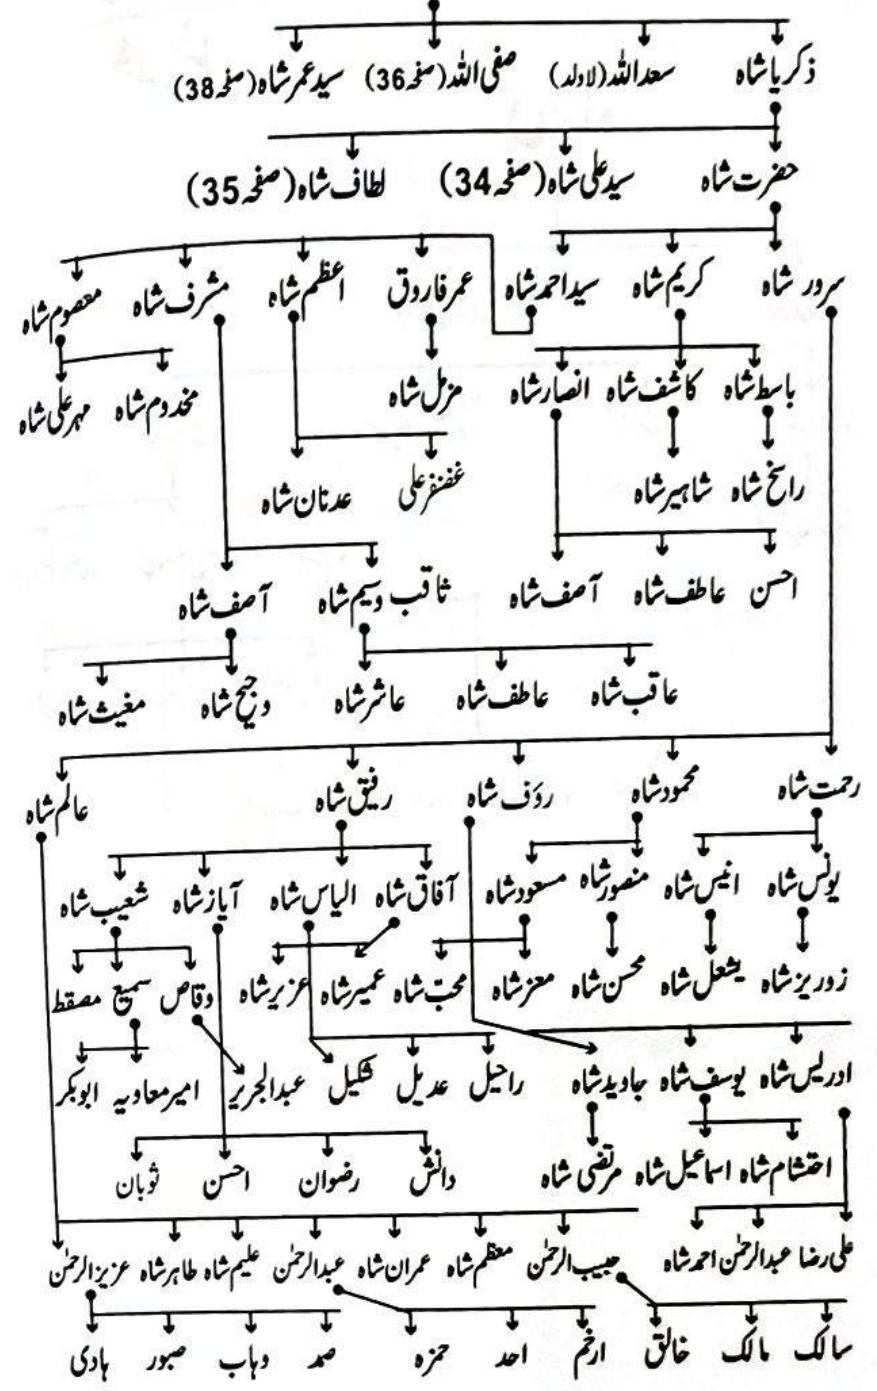 ذکریا شاہ سعد اللہ (لاولد) صفی اللہ (صفحہ 36) سید عمر شاہ (صفحہ 38)
حضرت شاہ سید علی شاہ (صفحہ 34) لطاف شاہ (صفحہ 35)
سرور شاہ کریم شاہ سید احمد شاہ عمر فاروق اعظم شاہ مشرف شاہ معصوم شاہ
باسط شاہ کاشف شاہ انصار شاہ مزمل شاہ مخدوم شاہ مہر علی شاہ
راسخ شاہ شاہیر شاہ غضنفر علی عدنان شاہ
احسن عاطف شاہ آصف شاہ ثاقب وسیم شاہ آصف شاہ
عاقب شاہ عاطف شاہ عاشر شاہ وجیح شاہ مغیث شاہ
رحمت شاہ محمود شاہ رؤف شاہ رفیق شاہ عالم شاہ
یونس شاہ انیس شاہ منصور شاہ مسعود شاہ آفاق شاہ الیاس شاہ آیاز شاہ شعیب شاہ
زوریز شاہ یشعل شاہ محسن شاہ معز شاہ محب شاہ عمیر شاہ عزیر شاہ وقاص سمیع مصقط
ادریس شاہ یوسف شاہ جاوید شاہ راحیل عدیل شکیل عبدالجریر امیر معاویہ ابوبکر
احتشام شاہ اسماعیل شاہ مرتضیٰ شاہ دانش رضوان احسن ثوبان
علی رضا عبدالرحمٰن احمد شاہ حبیب الرحمٰن معظم شاہ عمران شاہ عبدالرحمٰن علیم شاہ طاہر شاہ عزیز الرحمٰن
سالک مالک خالق ارخم احد حمزہ صمد وہاب صبور ہادی